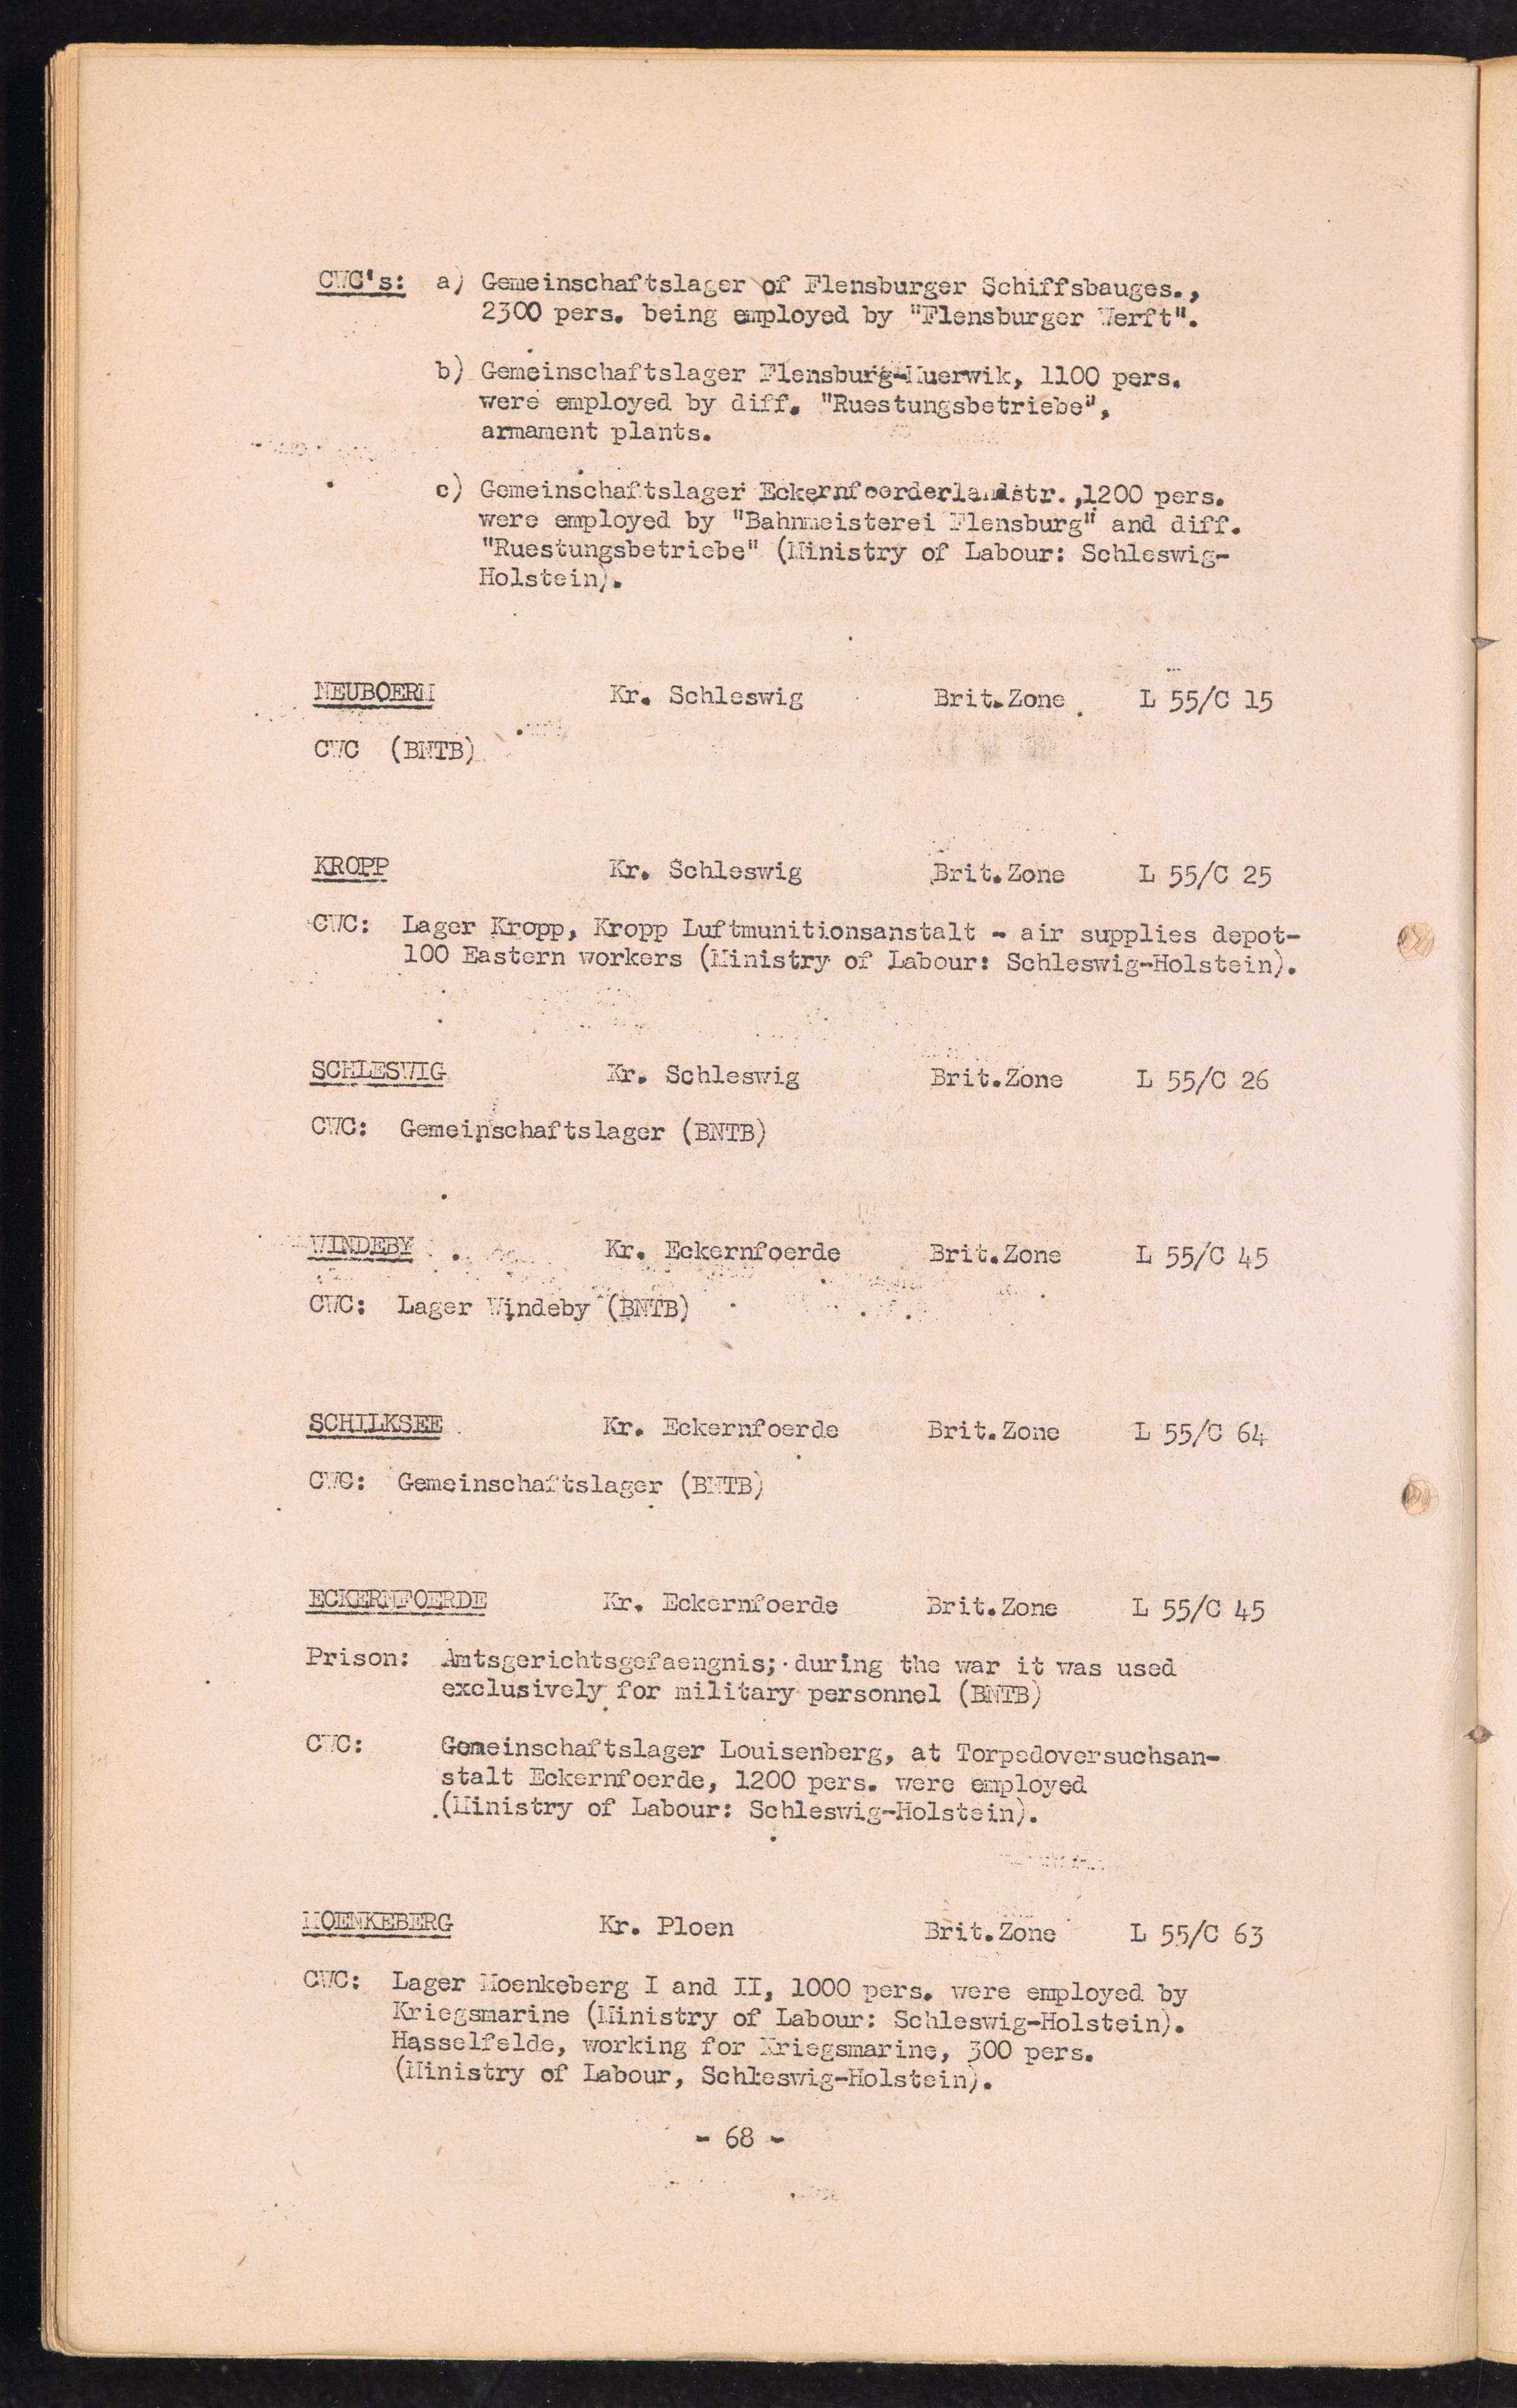 CWC's: a) Gemeinschaftslager of Flensburger Schiffsbauges.,
2300 pers. being employed by "Flensburger Werft".
b) Gemeinschaftslager Flensburg-Muerwik, 1100 pers.
were employed by diff. "Ruestungsbetriebe",
armament plants.
c) Gemeinschaftslager Eckernfoerderlandstr.,1200 pers.
were employed by "Bahnmeisterei Flensburg" and diff.
"Ruestungsbetriebe" (Ministry of Labour: Schleswig-
Holstein).
NEUBOERM Kr. Schleswig Brit.Zone L 55/C 15
CWC (BNTB)
KROPP Kr. Schleswig Brit.Zone L 55/C 25
CWC: Lager Kropp, Kropp Luftmunitionsanstalt - air supplies depot-
100 Eastern workers (Ministry of Labour: Schleswig-Holstein).
SCHLESWIG Kr. Schleswig Brit.Zone L 55/C 26
CWC: Gemeinschaftslager (BNTB)
WINDEBY Kr. Eckernfoerde Brit.Zone L 55/C 45
CWC: Lager Windeby (BNTB)
SCHILKSEE Kr. Eckernfoerde Brit.Zone L 55/C 64
CWC: Gemeinschaftslager (BNTB)
ECKERNFOERDE Kr. Eckernfoerde Brit.Zone L 55/C 45
Prison: Amtsgerichtsgefaengnis; during the war it was used
exclusively for military personnel (BNTB)
CWC: Gemeinschaftslager Louisenberg, at Torpedoversuchsan-
stalt Eckernfoerde, 1200 pers. were employed
(Ministry of Labour: Schleswig-Holstein).
MOENKEBERG Kr. Ploen Brit.Zone L 55/C 63
CWC: Lager Moenkeberg I and II, 1000 pers. were employed by
Kriegsmarine (Ministry of Labour: Schleswig-Holstein).
Hasselfelde, working for Kriegsmarine, 300 pers.
(Ministry of Labour, Schleswig-Holstein).
- 68 -